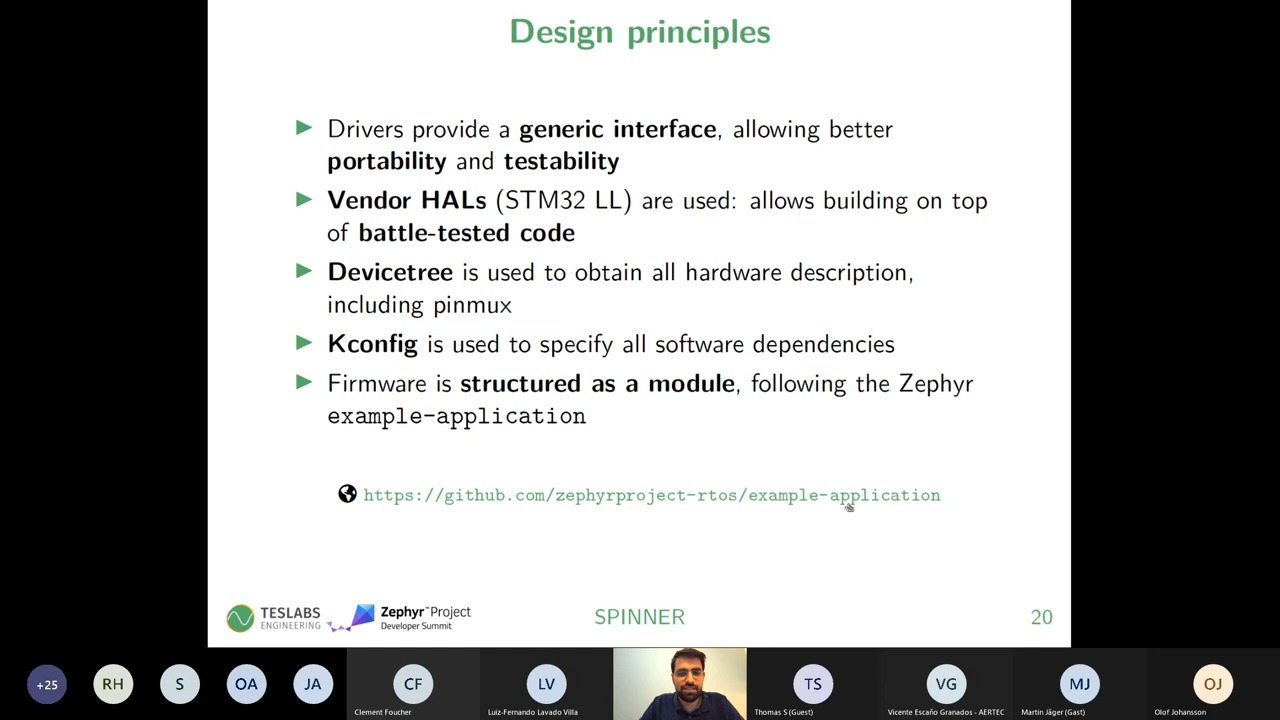 Design principles
Drivers provide a generic interface, allowing better
portability and testability
Vendor HALs (STM32 LL) are used: allows building on top
of battle-tested code
Devicetree is used to obtain all hardware description,
including pinmux
Kconfig is used to specify all software dependencies
Firmware is structured as a module, following the Zephyr
example-application
https://github.com/zephyrproject-rtos/example-application
TESLABS
ENGINEERING
Zephyr™Project
Developer Summit
SPINNER
20
+25
RH
S
OA
JA
CF
Clement Foucher
LV
Luiz-Fernando Lavado Villa
TS
Thomas S (Guest)
VG
Vicente Escaño Granados - AERTEC
MJ
Martin Jäger (Gast)
OJ
Olof Johansson